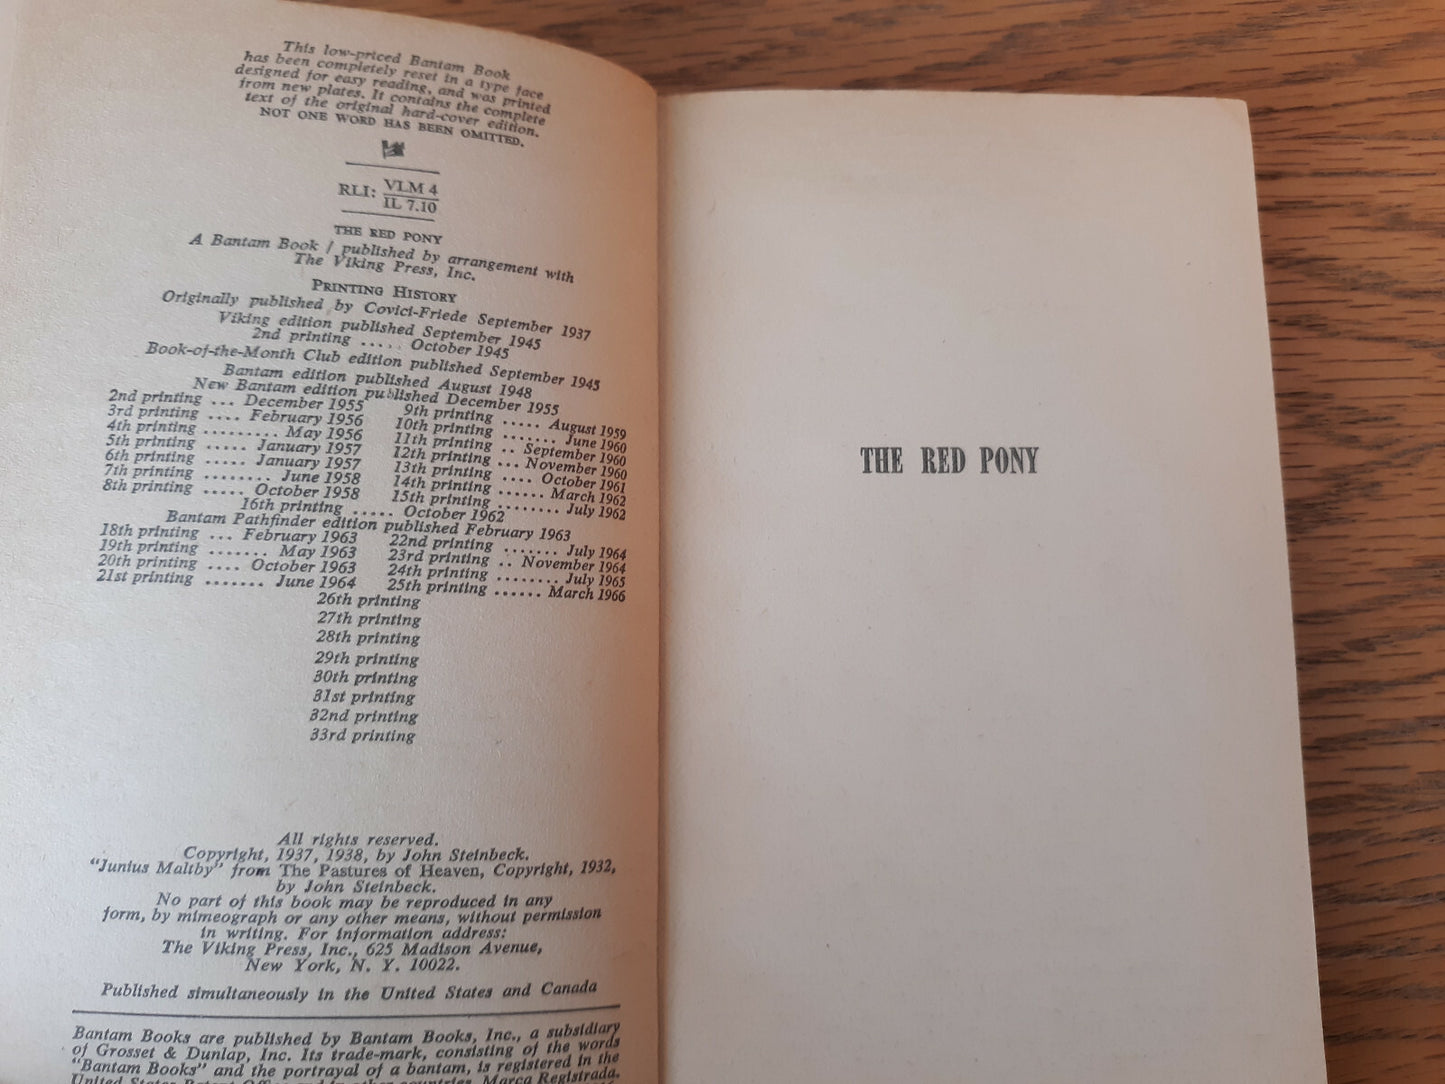 This low-priced Bantam Book
has been completely reset in a type face
designed for easy reading, and was printed
from new plates. It contains the complete
text of the original hard-cover edition.
NOT ONE WORD HAS BEEN OMITTED.
RLI: VLM 4
IL 7.10
THE RED PONY
A Bantam Book / published by arrangement with
The Viking Press, Inc.
PRINTING HISTORY
Originally published by Covici-Friede September 1937
Viking edition published September 1945
2nd printing ..... October 1945
Book-of-the-Month Club edition published September 1945
Bantam edition published August 1948
New Bantam edition published December 1955
2nd printing ... December 1955
3rd printing .... February 1956
4th printing ......... May 1956
5th printing ..... January 1957
6th printing ..... January 1957
7th printing ........ June 1958
8th printing ..... October 1958
9th printing ..... August 1959
10th printing ....... June 1960
11th printing .. September 1960
12th printing ... November 1960
13th printing .... October 1961
14th printing ...... March 1962
15th printing ........ July 1962
16th printing ..... October 1962
Bantam Pathfinder edition published February 1963
18th printing ... February 1963
19th printing ....... May 1963
20th printing .... October 1963
21st printing ....... June 1964
22nd printing ....... July 1964
23rd printing .. November 1964
24th printing ........ July 1965
25th printing ...... March 1966
26th printing
27th printing
28th printing
29th printing
30th printing
31st printing
32nd printing
33rd printing
All rights reserved.
Copyright, 1937, 1938, by John Steinbeck.
"Junius Maltby" from The Pastures of Heaven, Copyright, 1932,
by John Steinbeck.
No part of this book may be reproduced in any
form, by mimeograph or any other means, without permission
in writing. For information address:
The Viking Press, Inc., 625 Madison Avenue,
New York, N. Y. 10022.
Published simultaneously in the United States and Canada
Bantam Books are published by Bantam Books, Inc., a subsidiary
of Grosset & Dunlap, Inc. Its trade-mark, consisting of the words
"Bantam Books" and the portrayal of a bantam, is registered in the
United States Patent Office and in other countries. Marca Registrada.
THE RED PONY